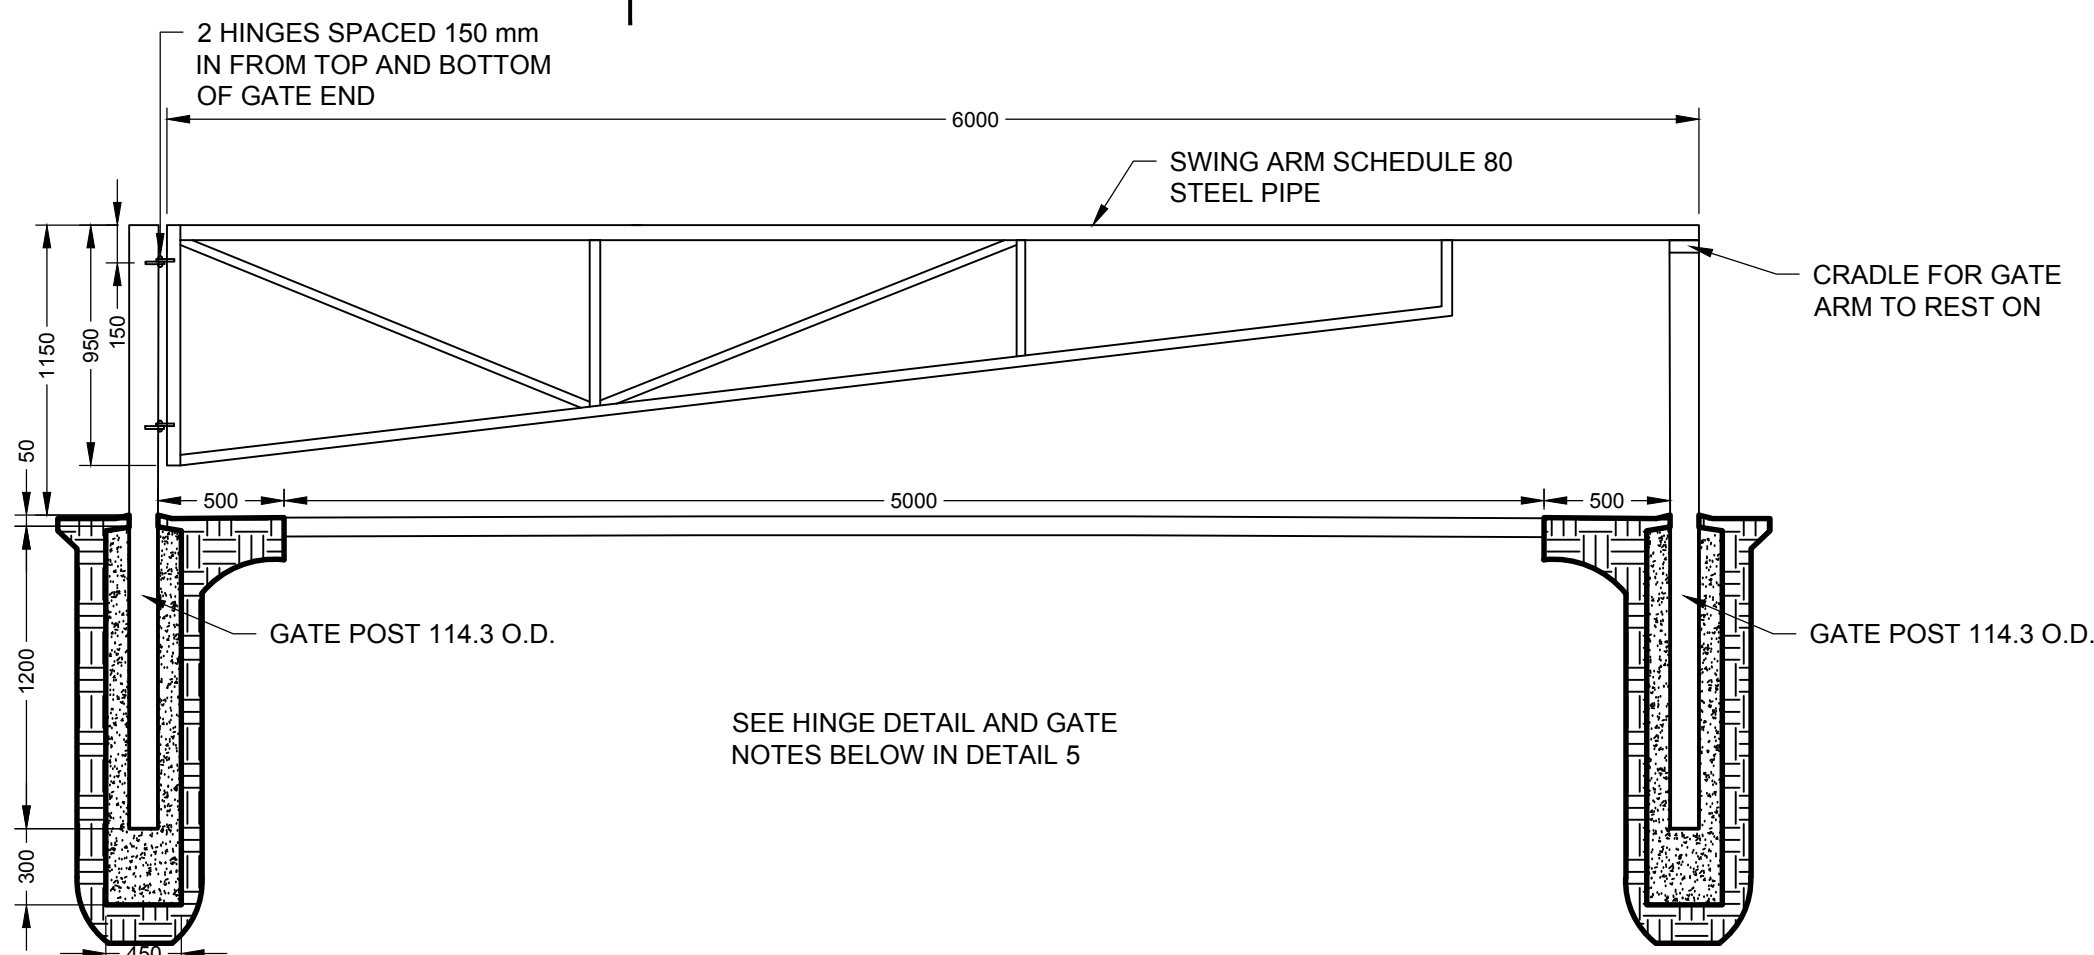 2 HINGES SPACED 150 mm
IN FROM TOP AND BOTTOM
OF GATE END
6000
SWING ARM SCHEDULE 80
STEEL PIPE
CRADLE FOR GATE
ARM TO REST ON
1150
950
150
50
500
5000
500
GATE POST 114.3 O.D.
GATE POST 114.3 O.D.
1200
SEE HINGE DETAIL AND GATE
NOTES BELOW IN DETAIL 5
300
450